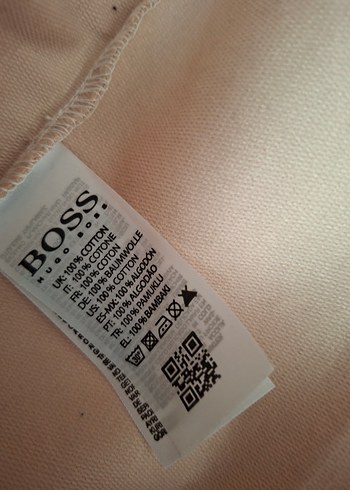 BOSS
HUGO BOSS
UK: 100% COTTON
IT: 100% COTONE
FR: 100% COTON
DE: 100% BAUMWOLLE
US: 100% COTTON
ES-MX: 100% ALGODÓN
PT: 100% ALGODÃO
TR: 100% PAMUKLU
EL: 100% BAMBAKI